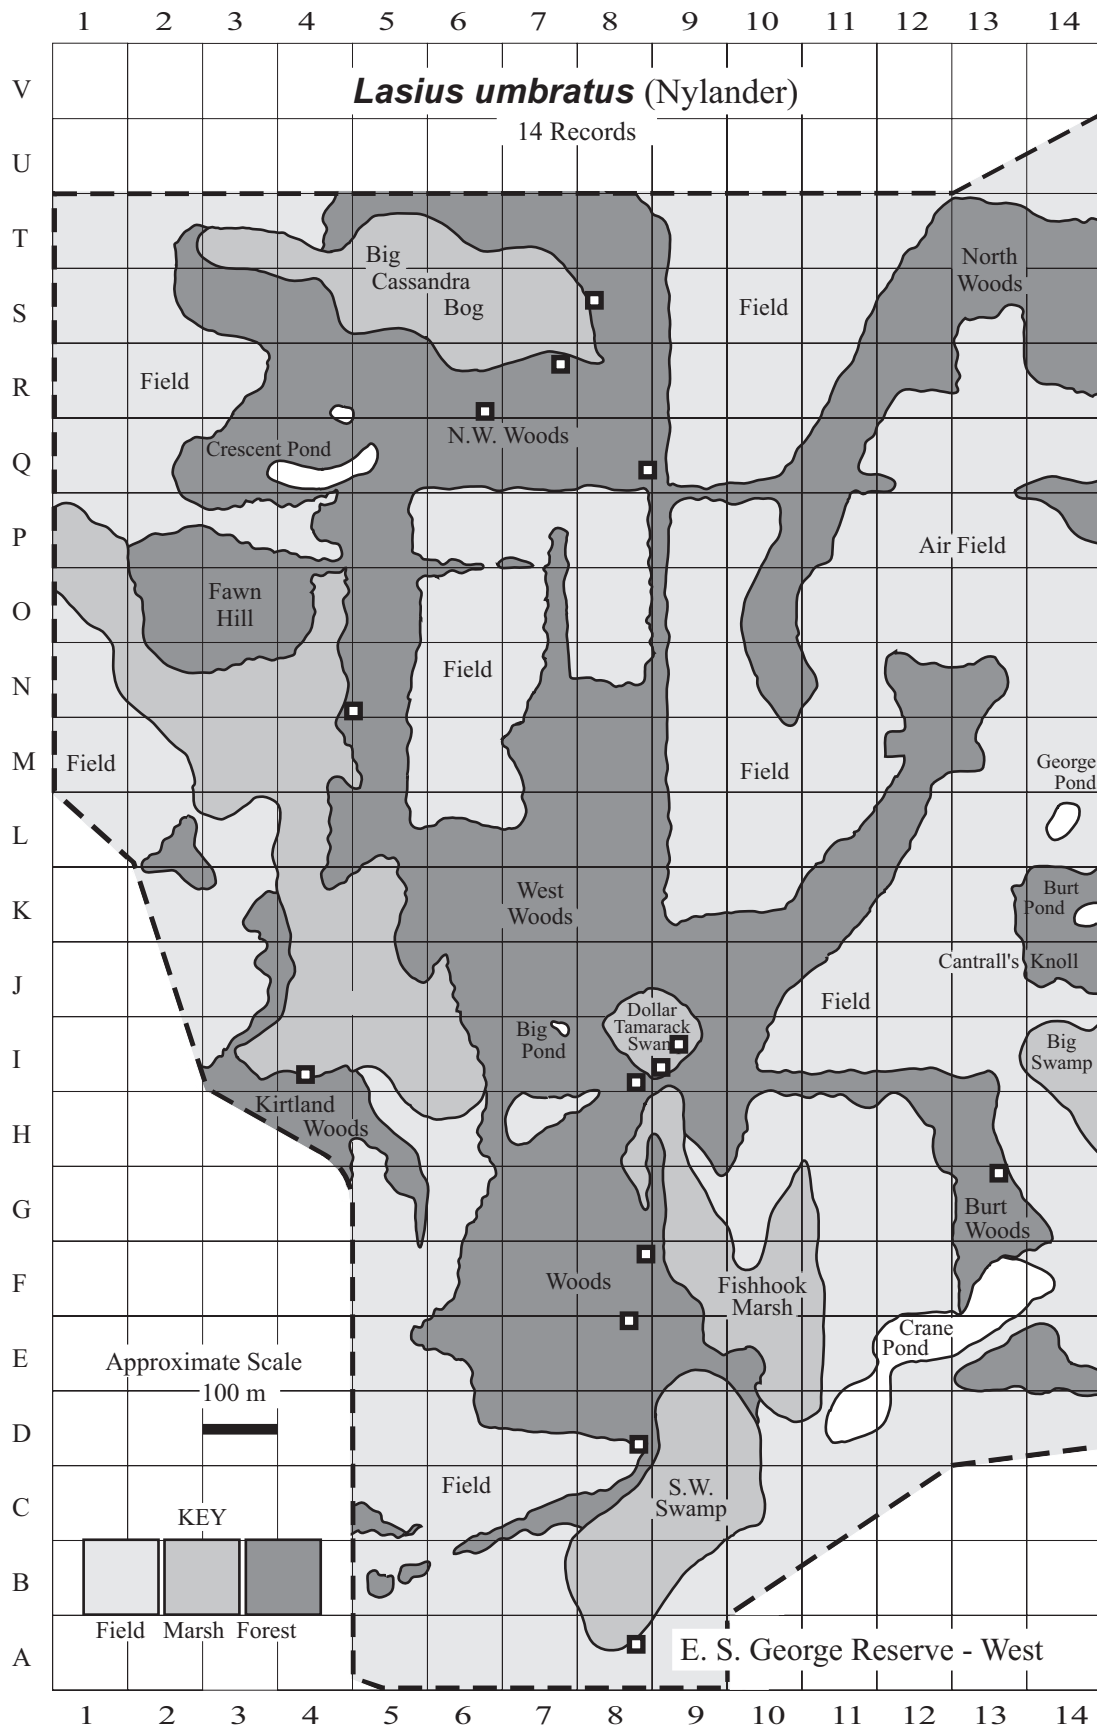 1 2 3 4 5 6 7 8 9 10 11 12 13 14
V
Lasius umbratus (Nylander)
14 Records
U
T
Big
Cassandra
Bog
North
Woods
S
Field
R
Field
N.W. Woods
Crescent Pond
Q
P
Air Field
Fawn
Hill
O
Field
N
M
Field
Field
George
Pond
L
West
Woods
Burt
Pond
K
Cantrall's Knoll
J
Field
Dollar
Tamarack
Swamp
Big
Pond
Big
Swamp
I
Kirtland
Woods
H
G
Burt
Woods
Woods
Fishhook
Marsh
F
Crane
Pond
E
Approximate Scale
100 m
D
Field
S.W.
Swamp
C
KEY
B
Field Marsh Forest
A
E. S. George Reserve - West
1 2 3 4 5 6 7 8 9 10 11 12 13 14